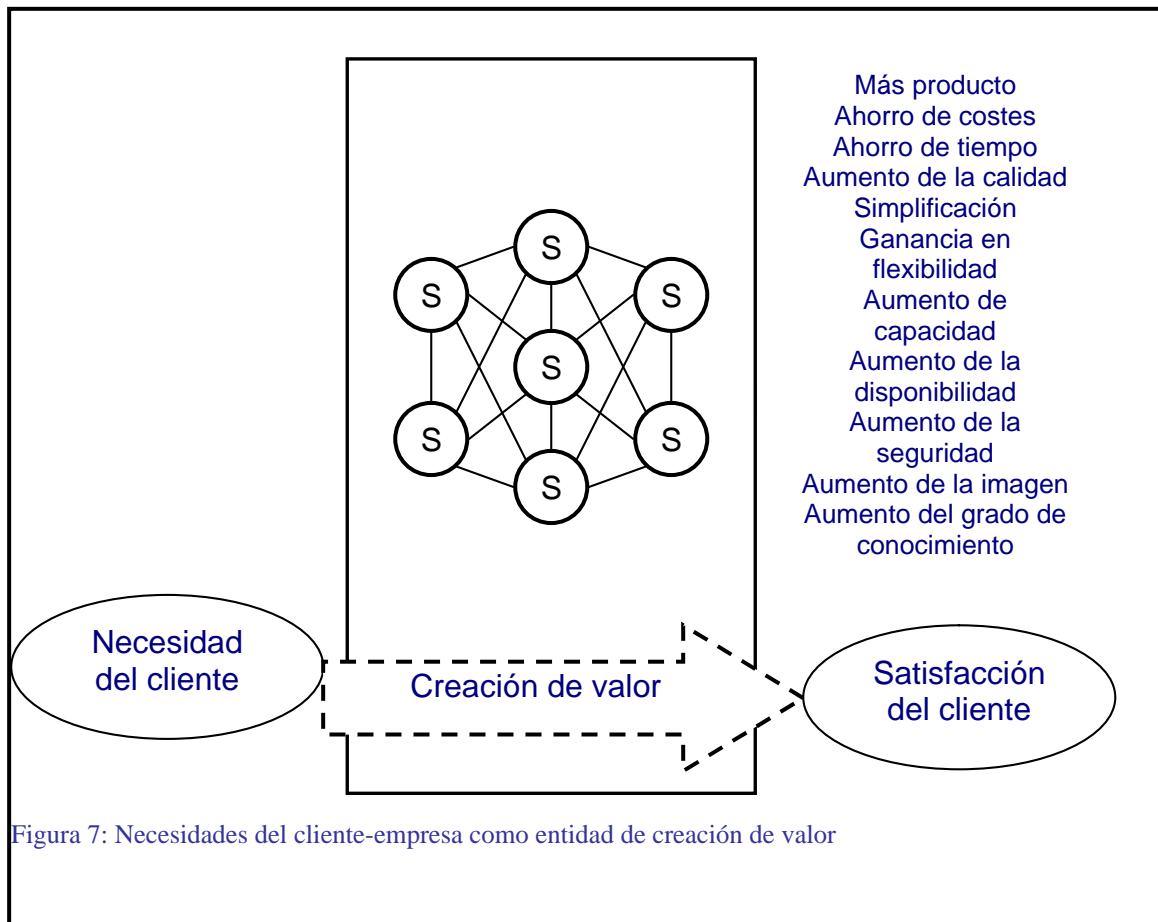 Más producto
Ahorro de costes
Ahorro de tiempo
Aumento de la calidad
Simplificación
Ganancia en
flexibilidad
Aumento de
capacidad
Aumento de la
disponibilidad
Aumento de la
seguridad
Aumento de la imagen
Aumento del grado de
conocimiento
S
S
S
S
S
S
S
Necesidad
del cliente
Creación de valor
Satisfacción
del cliente
Figura 7: Necesidades del cliente-empresa como entidad de creación de valor